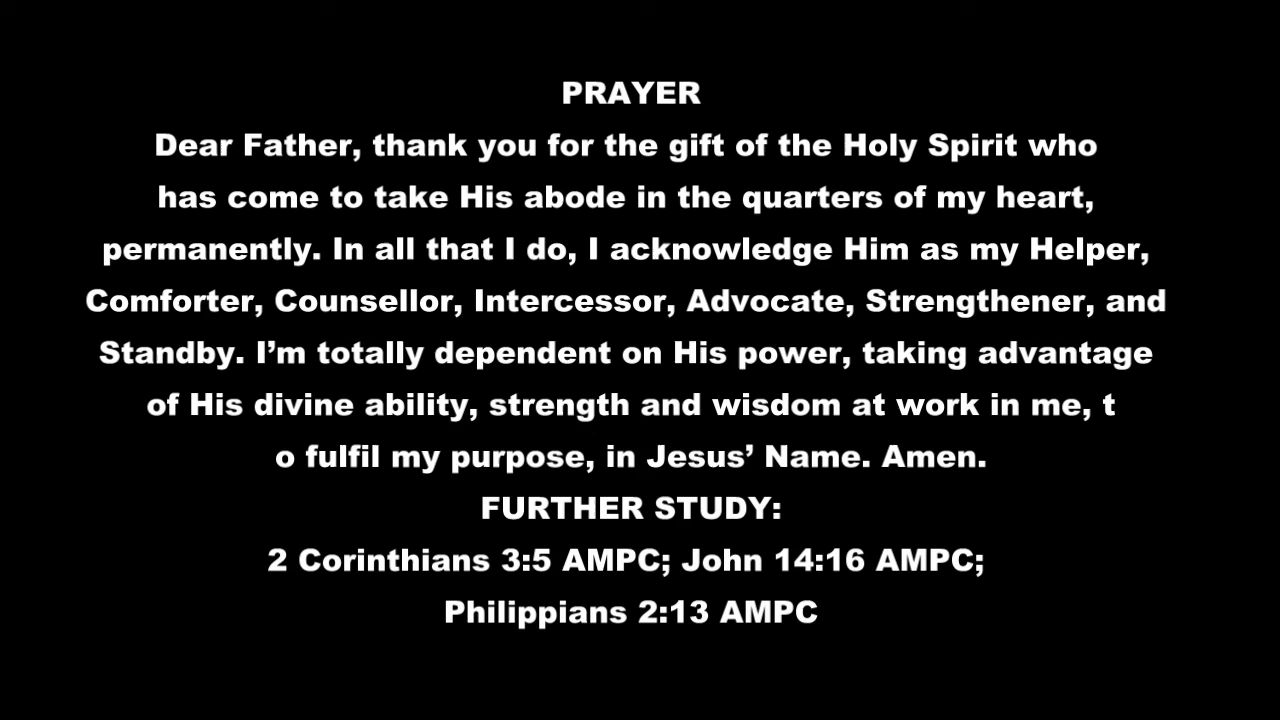 PRAYER
Dear Father, thank you for the gift of the Holy Spirit who
has come to take His abode in the quarters of my heart,
permanently. In all that I do, I acknowledge Him as my Helper,
Comforter, Counsellor, Intercessor, Advocate, Strengthener, and
Standby. I’m totally dependent on His power, taking advantage
of His divine ability, strength and wisdom at work in me, t
o fulfil my purpose, in Jesus’ Name. Amen.
FURTHER STUDY:
2 Corinthians 3:5 AMPC; John 14:16 AMPC;
Philippians 2:13 AMPC